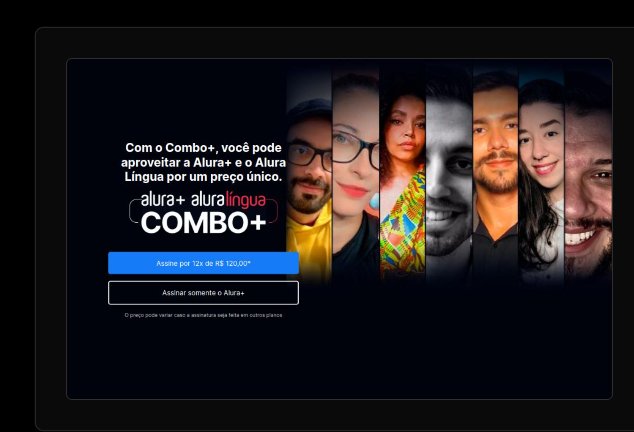 Com o Combo+, você pode
aproveitar a Alura+ e o Alura
Língua por um preço único.
alura+ aluralíngua
COMBO+
Assine por 12x de R$ 120,00*
Assinar somente o Alura+
O preço pode variar caso a assinatura seja feita em outros planos